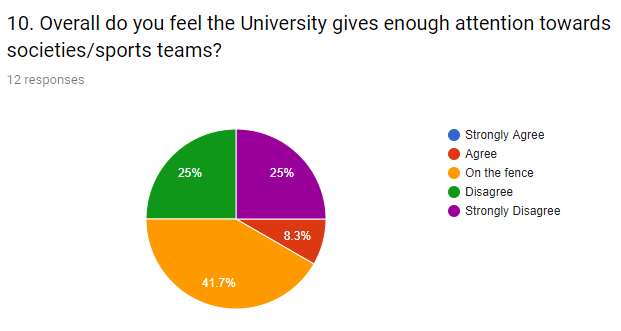 10. Overall do you feel the University gives enough attention towards
societies/sports teams?
12 responses
25%
25%
8.3%
41.7%
Strongly Agree
Agree
On the fence
Disagree
Strongly Disagree